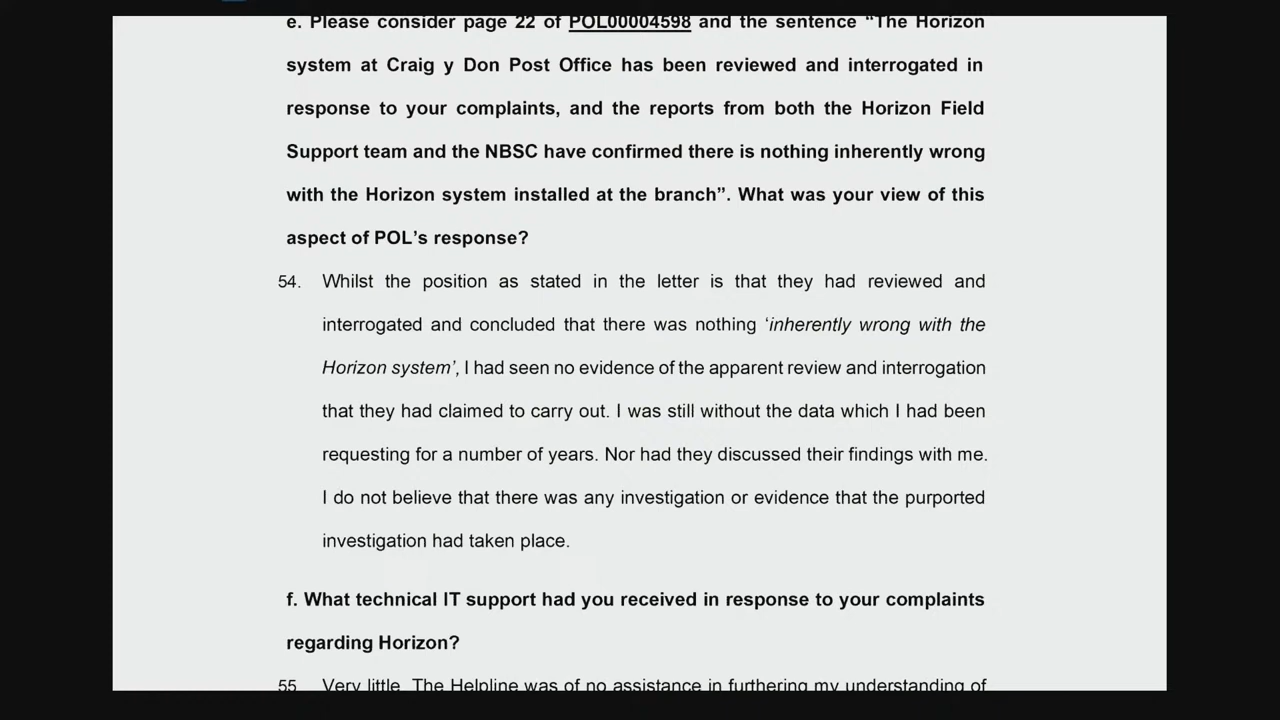 e. Please consider page 22 of POL00004598 and the sentence “The Horizon
system at Craig y Don Post Office has been reviewed and interrogated in
response to your complaints, and the reports from both the Horizon Field
Support team and the NBSC have confirmed there is nothing inherently wrong
with the Horizon system installed at the branch”. What was your view of this
aspect of POL’s response?
54. Whilst the position as stated in the letter is that they had reviewed and
interrogated and concluded that there was nothing ‘inherently wrong with the
Horizon system’, I had seen no evidence of the apparent review and interrogation
that they had claimed to carry out. I was still without the data which I had been
requesting for a number of years. Nor had they discussed their findings with me.
I do not believe that there was any investigation or evidence that the purported
investigation had taken place.
f. What technical IT support had you received in response to your complaints
regarding Horizon?
55 Very little. The Helpline was of no assistance in furthering my understanding of